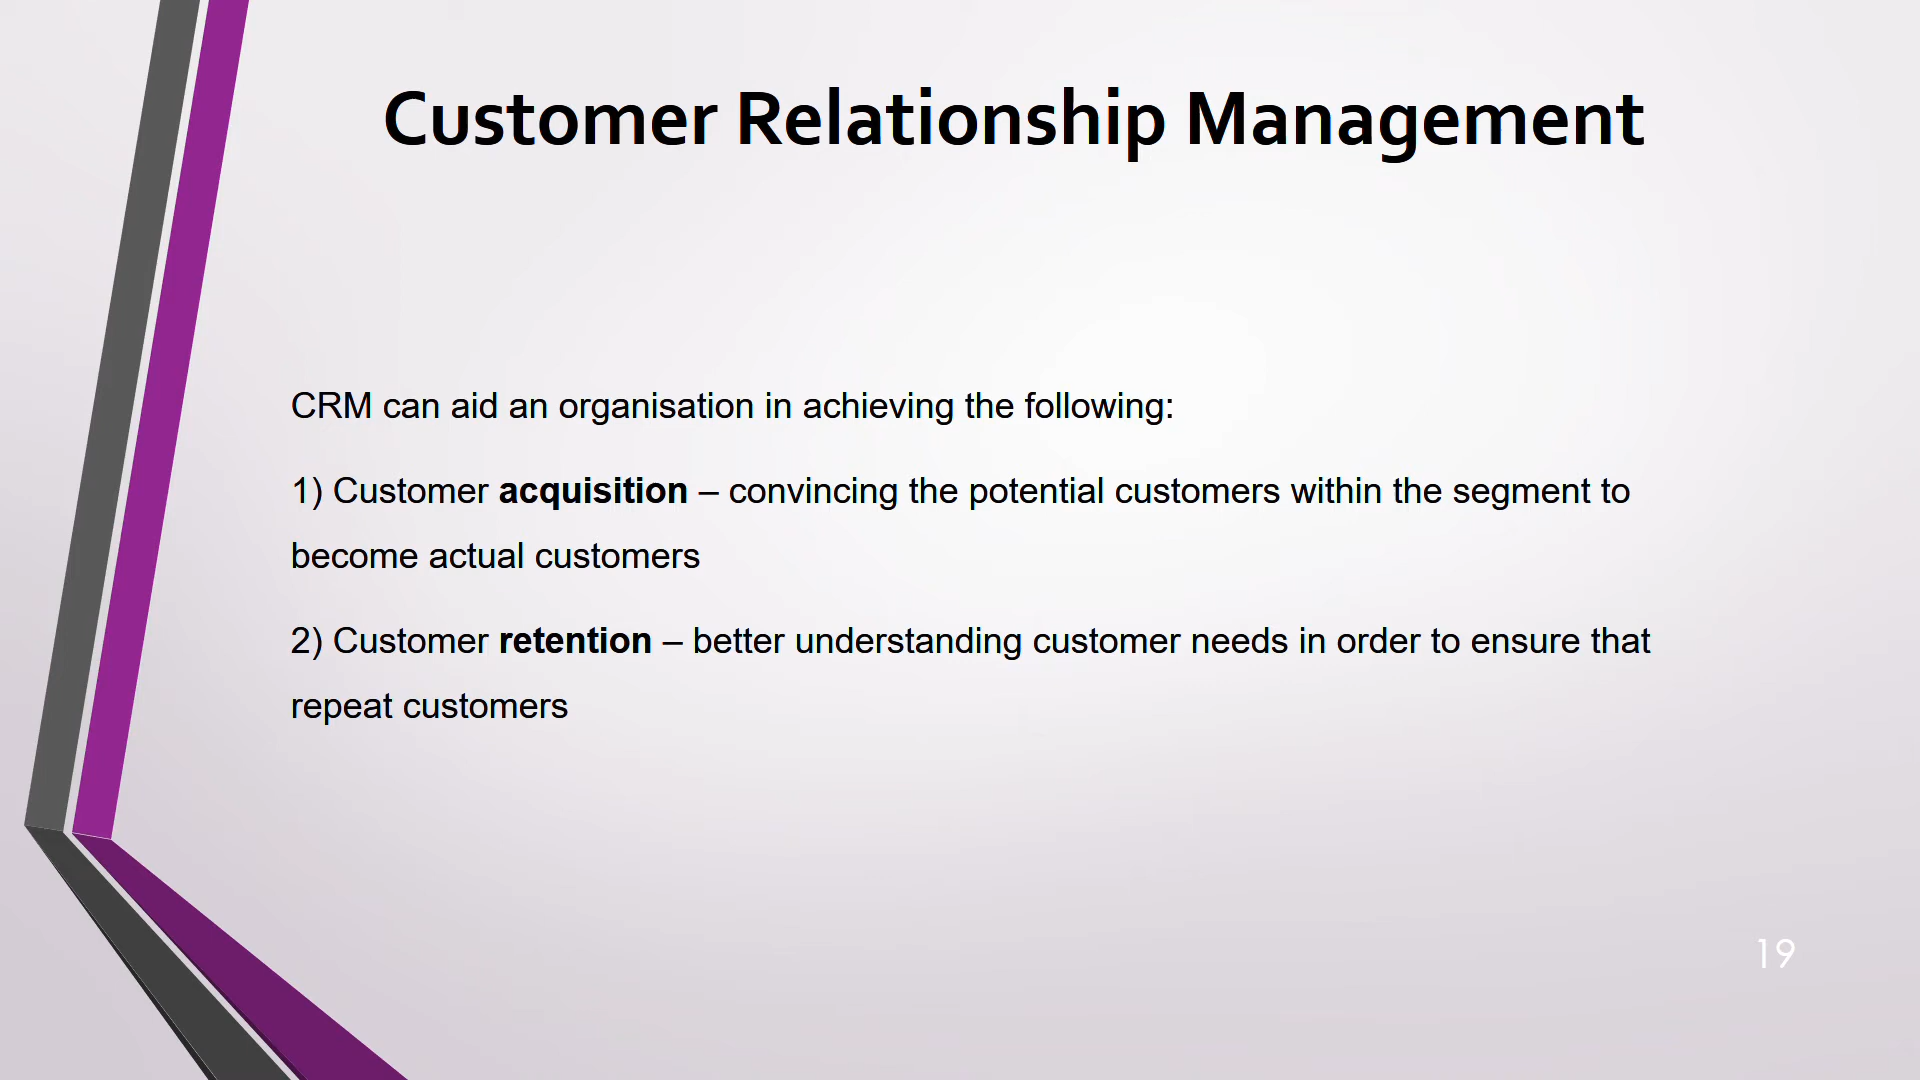 Customer Relationship Management
CRM can aid an organisation in achieving the following:
1) Customer acquisition – convincing the potential customers within the segment to
become actual customers
2) Customer retention – better understanding customer needs in order to ensure that
repeat customers
19